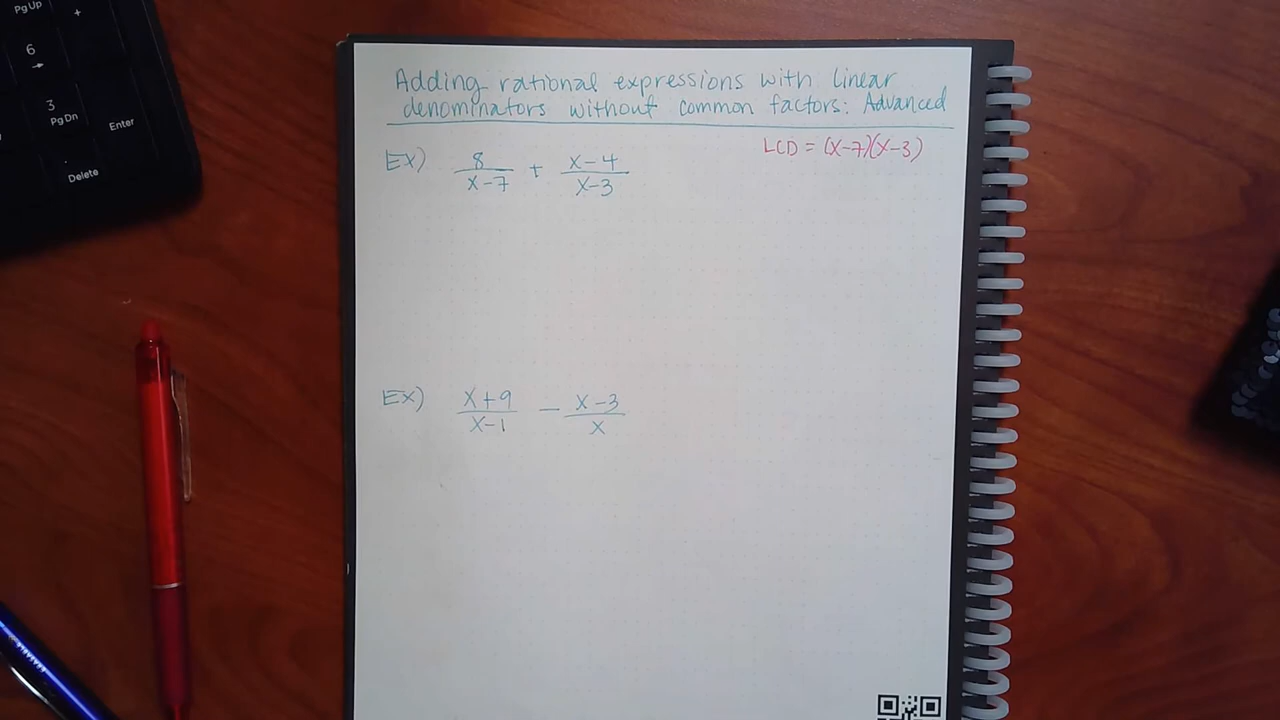 PgUp
+
6
→
3
PgDn
Enter
.
Delete
Adding rational expressions with linear
denominators without common factors: Advanced
LCD = (x-7)(x-3)
Ex) 8/(x-7) + (x-4)/(x-3)
Ex) (x+9)/(x-1) - (x-3)/x